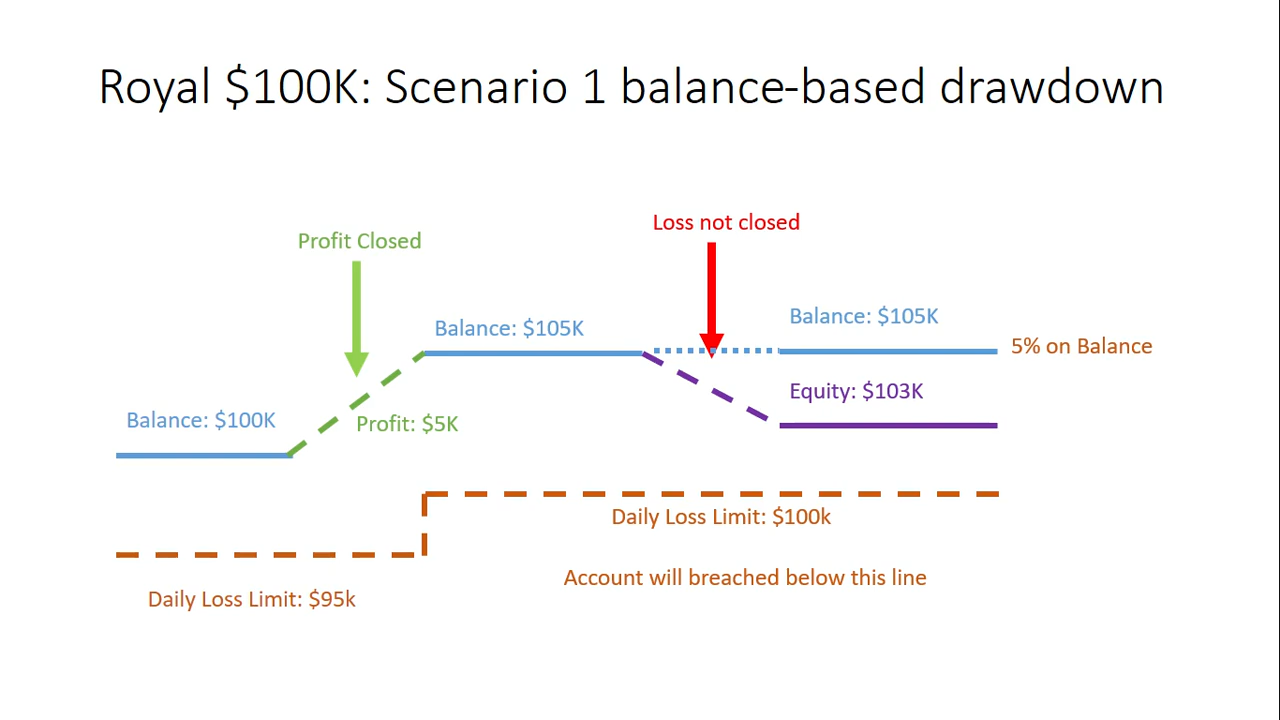 Royal $100K: Scenario 1 balance-based drawdown
Loss not closed
Profit Closed
Balance: $105K
Balance: $105K
5% on Balance
Equity: $103K
Balance: $100K
Profit: $5K
Daily Loss Limit: $100k
Account will breached below this line
Daily Loss Limit: $95k